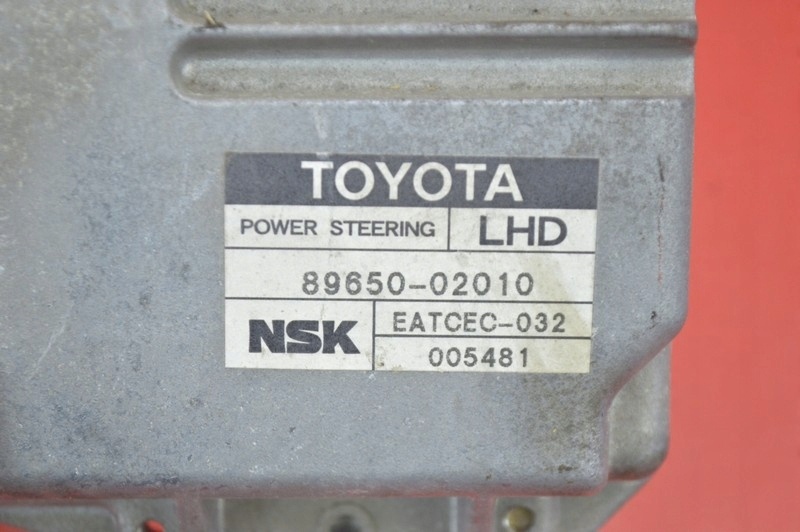 TOYOTA
POWER STEERING LHD
89650-02010
NSK EATCEC-032
005481